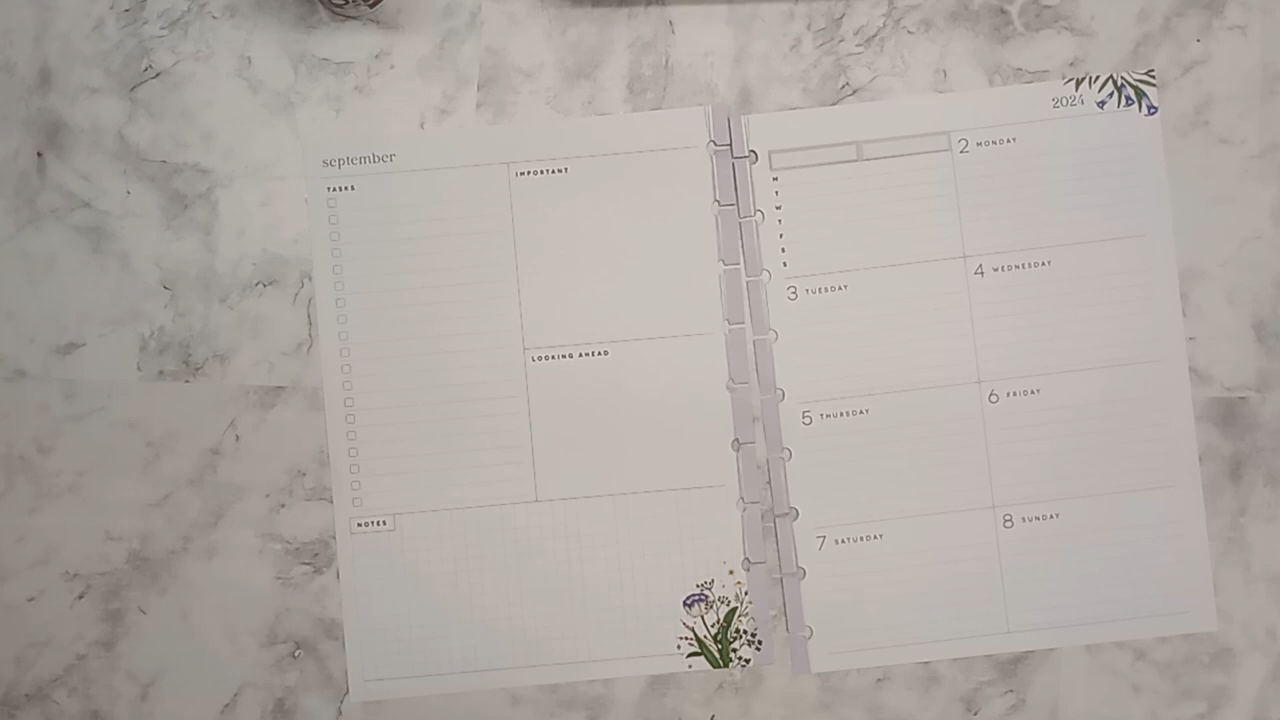 september
TASKS
IMPORTANT
LOOKING AHEAD
NOTES
2024
M
T
W
T
F
S
S
2 MONDAY
3 TUESDAY
4 WEDNESDAY
5 THURSDAY
6 FRIDAY
7 SATURDAY
8 SUNDAY